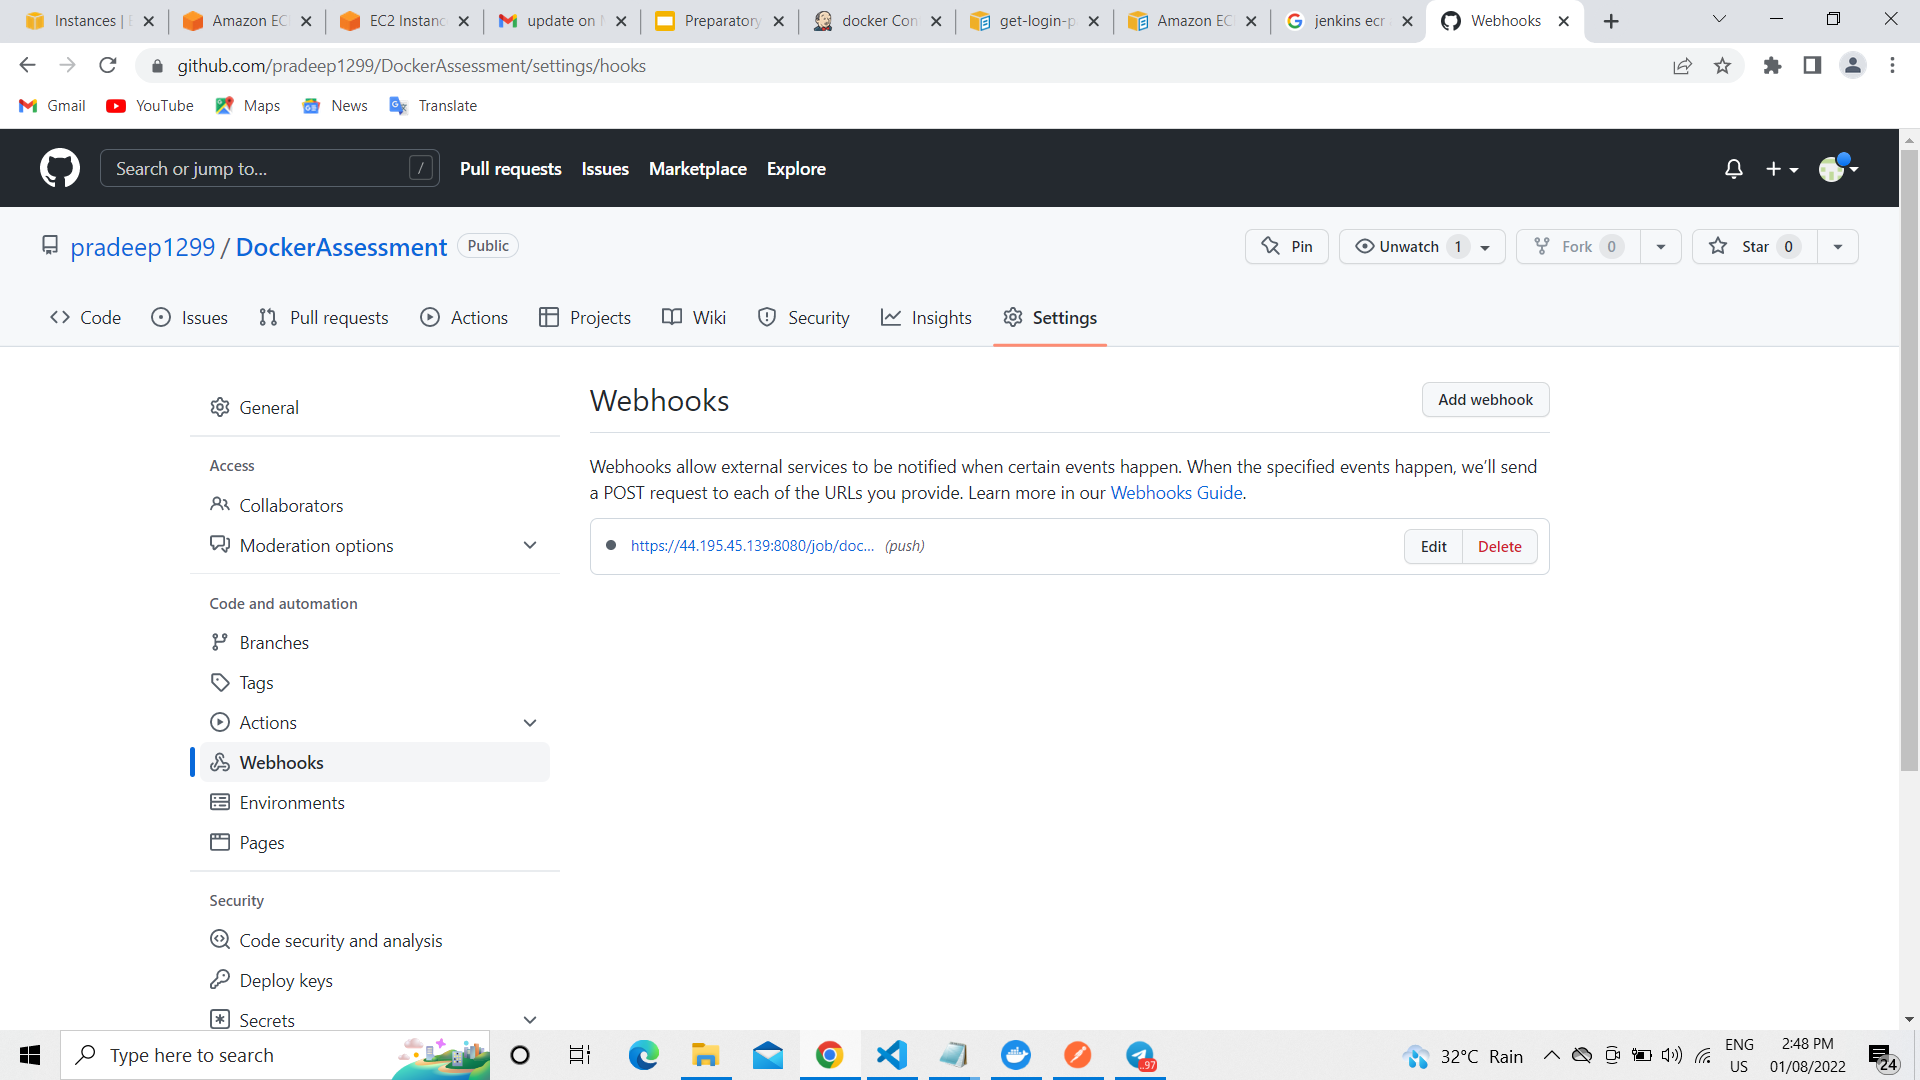 Instances | E
Amazon EC
EC2 Instanc
update on M
Preparatory
docker Con
get-login-p
Amazon EC
jenkins ecr
Webhooks
github.com/pradeep1299/DockerAssessment/settings/hooks
Gmail
YouTube
Maps
News
Translate
Search or jump to...
/
Pull requests
Issues
Marketplace
Explore
pradeep1299 / DockerAssessment
Public
Pin
Unwatch 1
Fork 0
Star 0
Code
Issues
Pull requests
Actions
Projects
Wiki
Security
Insights
Settings
General
Access
Collaborators
Moderation options
Code and automation
Branches
Tags
Actions
Webhooks
Environments
Pages
Security
Code security and analysis
Deploy keys
Secrets
Webhooks
Add webhook
Webhooks allow external services to be notified when certain events happen. When the specified events happen, we’ll send
a POST request to each of the URLs you provide. Learn more in our Webhooks Guide.
https://44.195.45.139:8080/job/doc... (push)
Edit
Delete
Type here to search
..97
32°C Rain
ENG
US
2:48 PM
01/08/2022
24